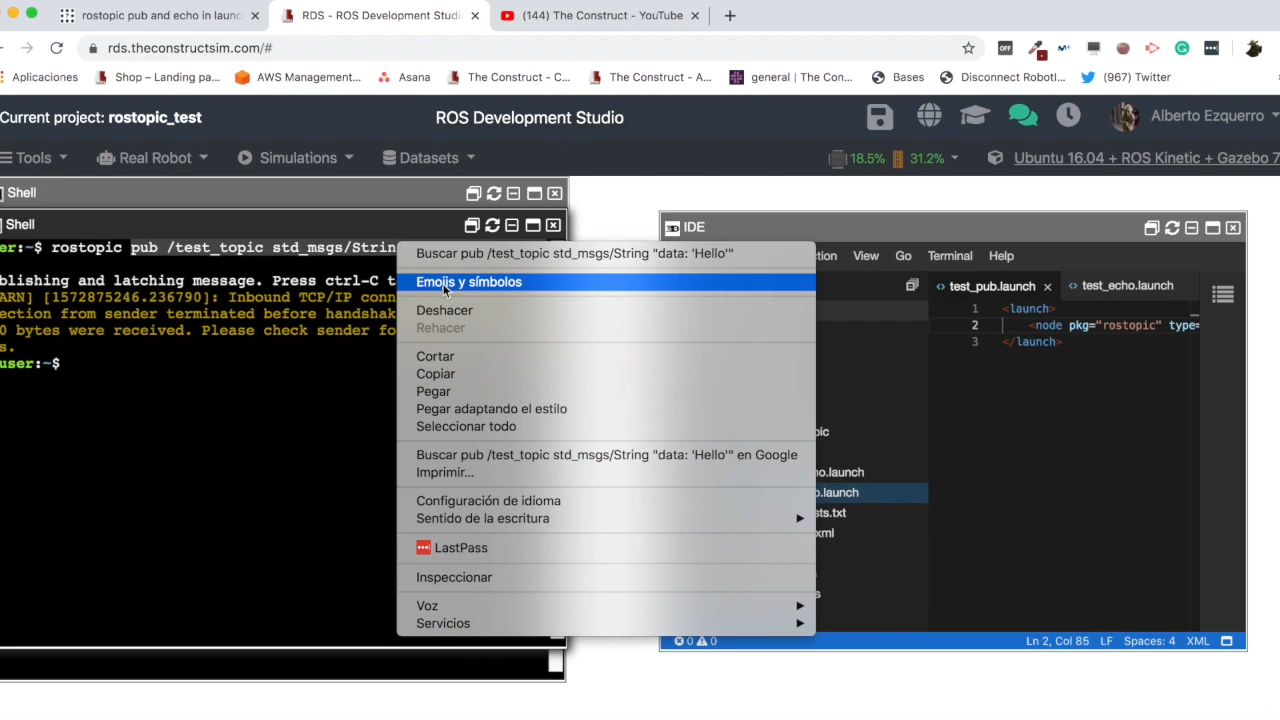 rostopic pub and echo in launc
RDS - ROS Development Studi
(144) The Construct - YouTube
rds.theconstructsim.com/#
OFF
Aplicaciones
Shop – Landing pa...
AWS Management...
Asana
The Construct - C...
The Construct - A...
general | The Con...
Bases
Disconnect RobotI...
(967) Twitter
Current project: rostopic_test
ROS Development Studio
Alberto Ezquerro
Tools
Real Robot
Simulations
Datasets
18.5%
31.2%
Ubuntu 16.04 + ROS Kinetic + Gazebo 7
Shell
Shell
er:~$ rostopic pub /test_topic std_msgs/Strin
blishing and latching message. Press ctrl-C t
ARN] [1572875246.236790]: Inbound TCP/IP conn
ection from sender terminated before handshak
0 bytes were received. Please check sender fo
s.
user:~$
Buscar pub /test_topic std_msgs/String "data: 'Hello'"
Emojis y símbolos
Deshacer
Rehacer
Cortar
Copiar
Pegar
Pegar adaptando el estilo
Seleccionar todo
Buscar pub /test_topic std_msgs/String "data: 'Hello'" en Google
Imprimir...
Configuración de idioma
Sentido de la escritura
LastPass
Inspeccionar
Voz
Servicios
IDE
ction View Go Terminal Help
test_pub.launch
test_echo.launch
1 <launch>
2 <node pkg="rostopic" type=
3 </launch>
pic
ho.launch
o.launch
sts.txt
xml
s
0 0
Ln 2, Col 85 LF Spaces: 4 XML